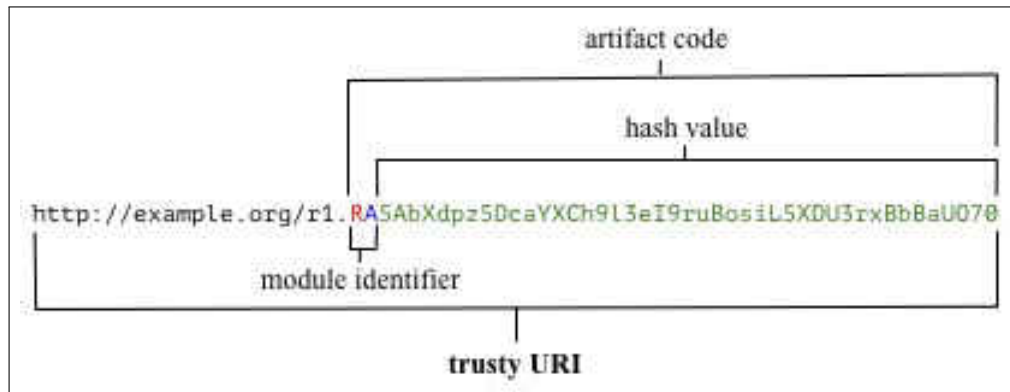 artifact code
hash value
http://example.org/r1.RA5AbXdpz5DcaYXCh9l3eI9ruBosiL5XDU3rxBbBaUO70
module identifier
trusty URI